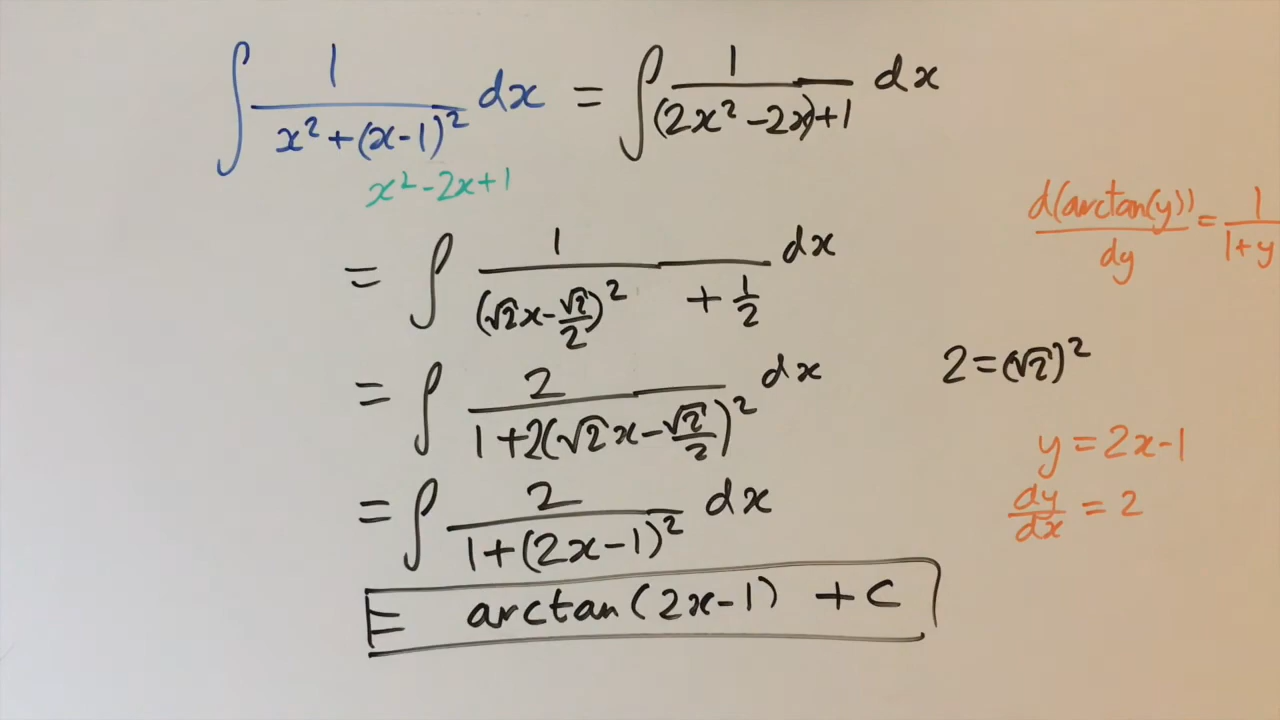 ∫ 1/(x² + (x-1)²) dx = ∫ 1/((2x² - 2x) + 1) dx
x² - 2x + 1
d(arctan(y))/dy = 1/(1+y
= ∫ 1/((√2x - √2/2)² + 1/2) dx
2 = (√2)²
= ∫ 2/(1 + 2(√2x - √2/2)²) dx
y = 2x-1
= ∫ 2/(1 + (2x-1)²) dx
dy/dx = 2
= arctan(2x-1) + c